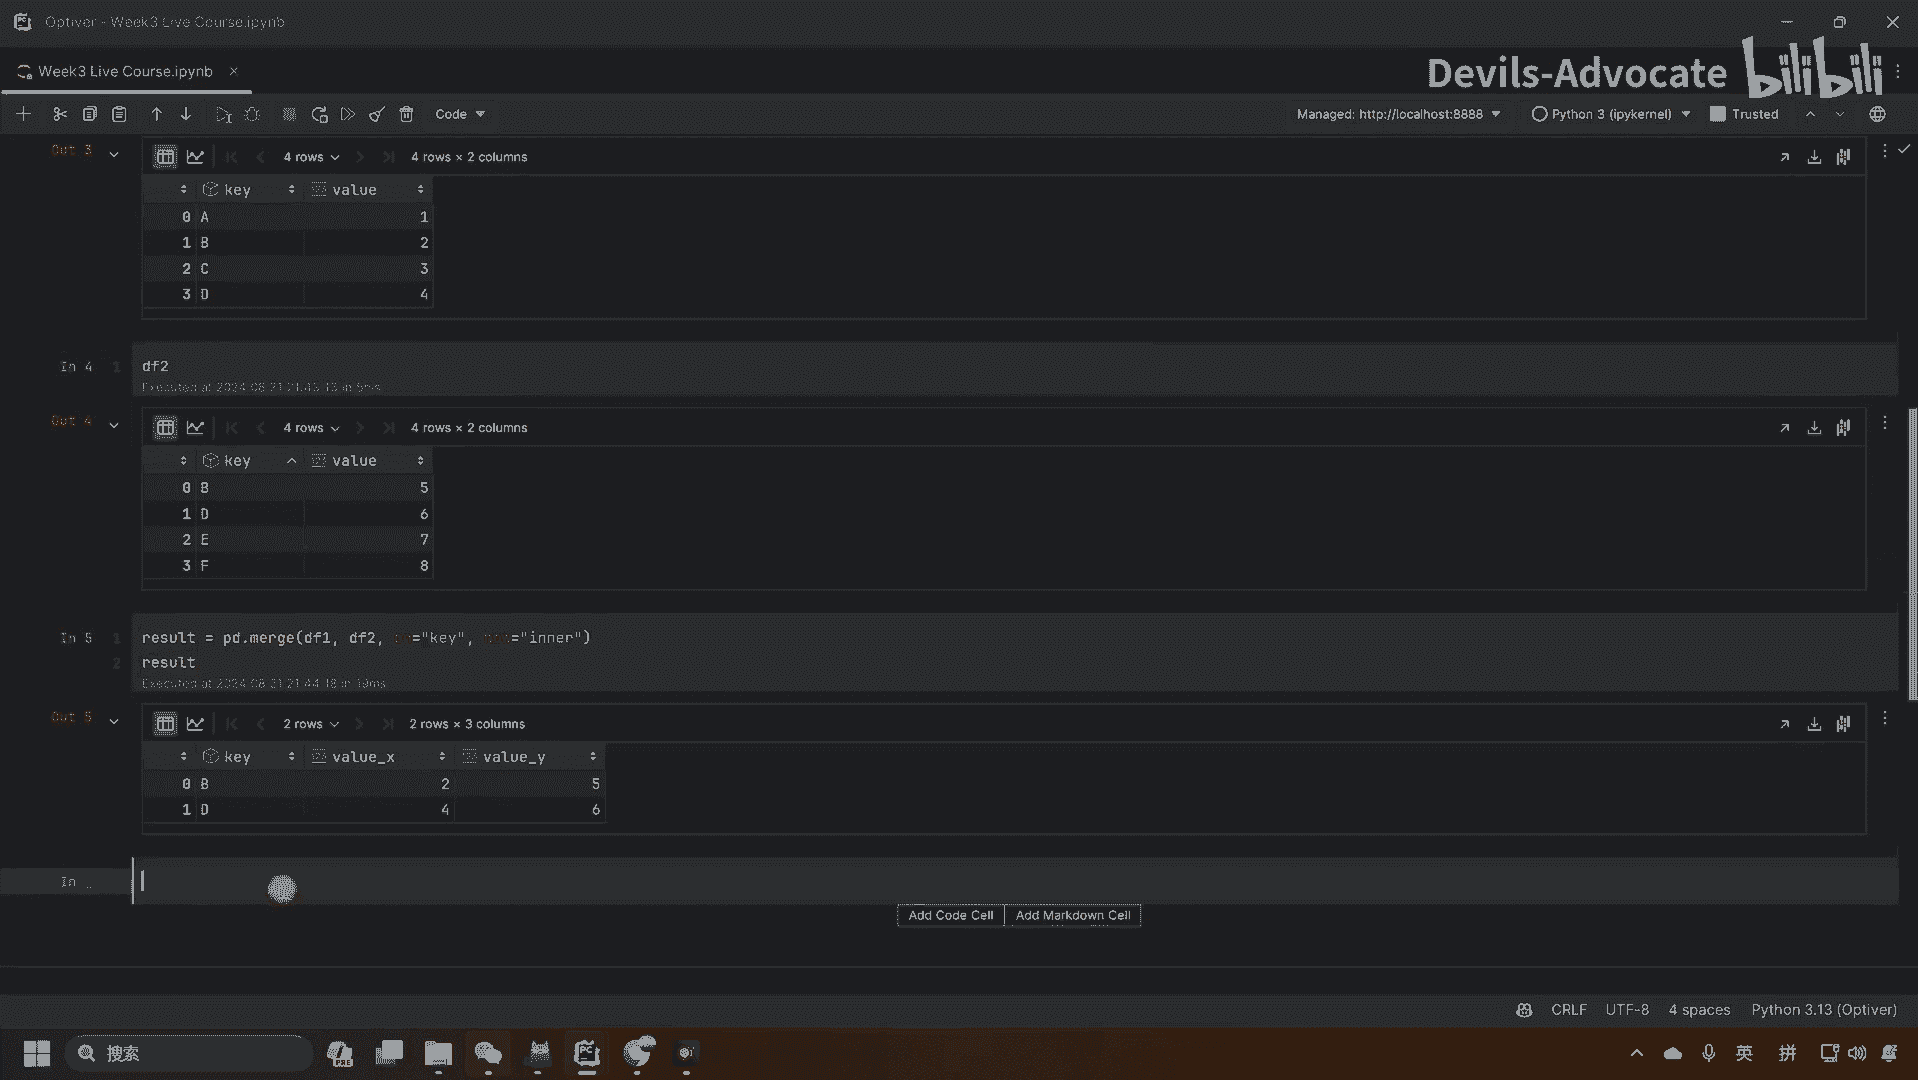 Optiver - Week3 Live Course.ipynb
Week3 Live Course.ipynb
Devils-Advocate bilibili
Code
Managed: http://localhost:8888
Python 3 (ipykernel)
Trusted
Out 3
4 rows
4 rows × 2 columns
key value
0 A 1
1 B 2
2 C 3
3 D 4
In 4
1 df2
Executed at 2024.08.21 21:43:13 in 5ms
Out 4
4 rows
4 rows × 2 columns
key value
0 B 5
1 D 6
2 E 7
3 F 8
In 5
1 result = pd.merge(df1, df2, on="key", ="inner")
2 result
Executed at 2024.08.21 21:44:18 in 19ms
Out 5
2 rows
2 rows × 3 columns
key value_x value_y
0 B 2 5
1 D 4 6
In _
Add Code Cell Add Markdown Cell
CRLF UTF-8 4 spaces Python 3.13 (Optiver)
搜索
PRE
PC
英 拼